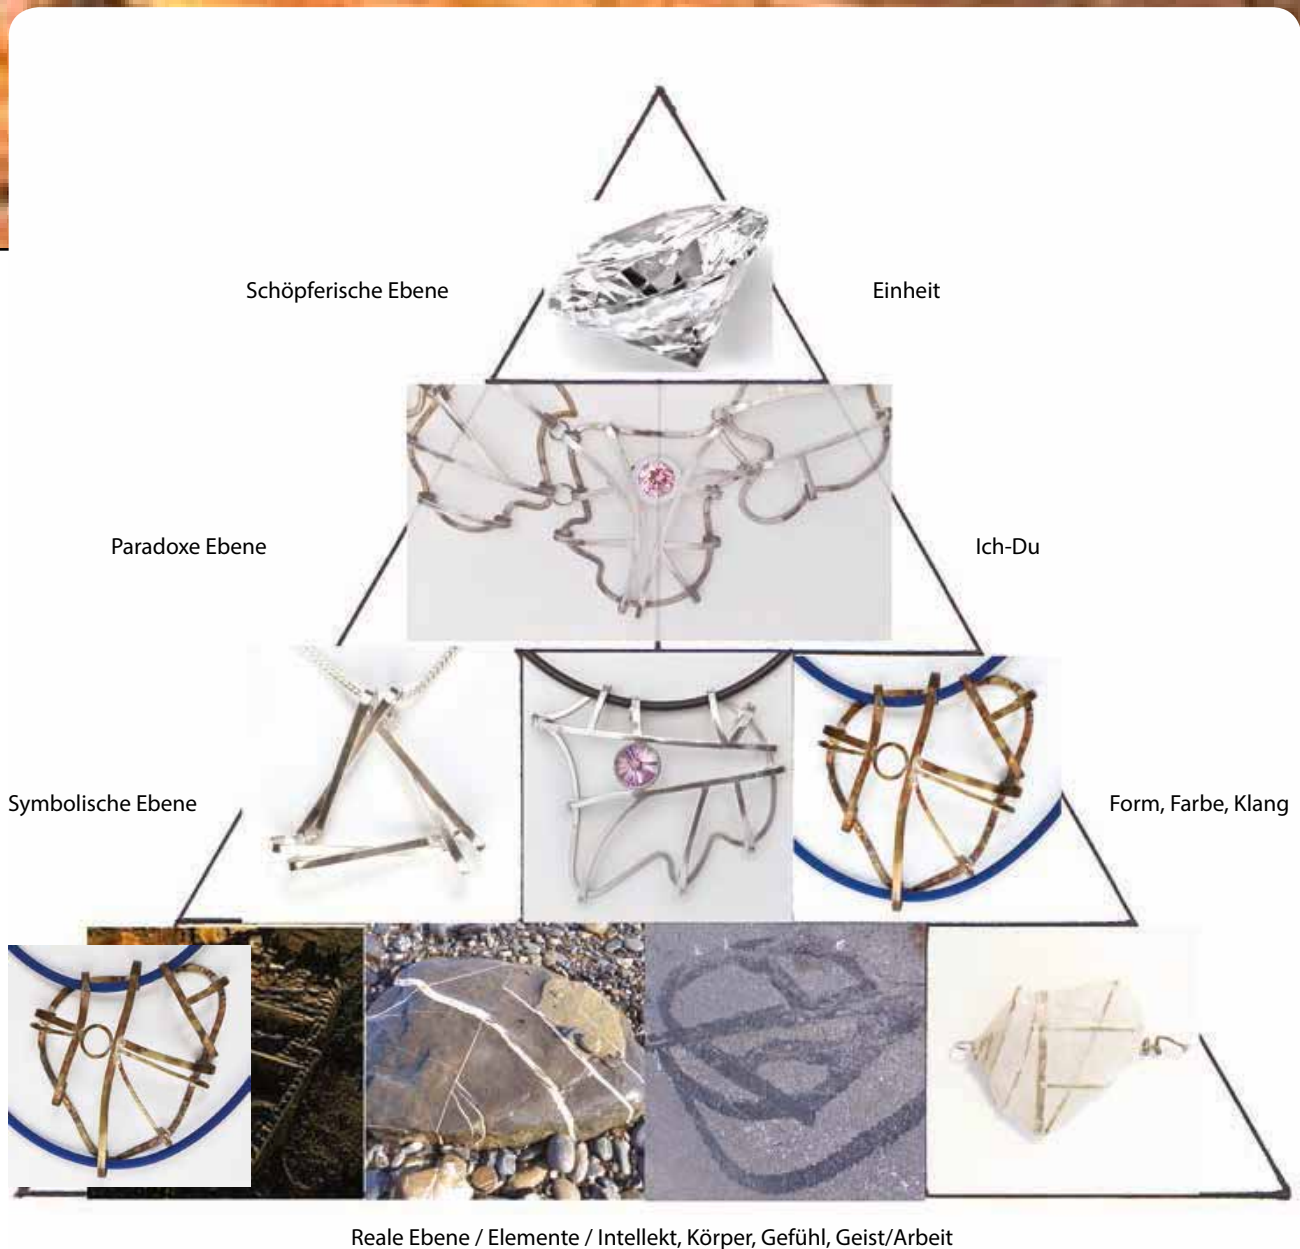 Schöpferische Ebene
Einheit
Paradoxe Ebene
Ich-Du
Symbolische Ebene
Form, Farbe, Klang
Reale Ebene / Elemente / Intellekt, Körper, Gefühl, Geist/Arbeit